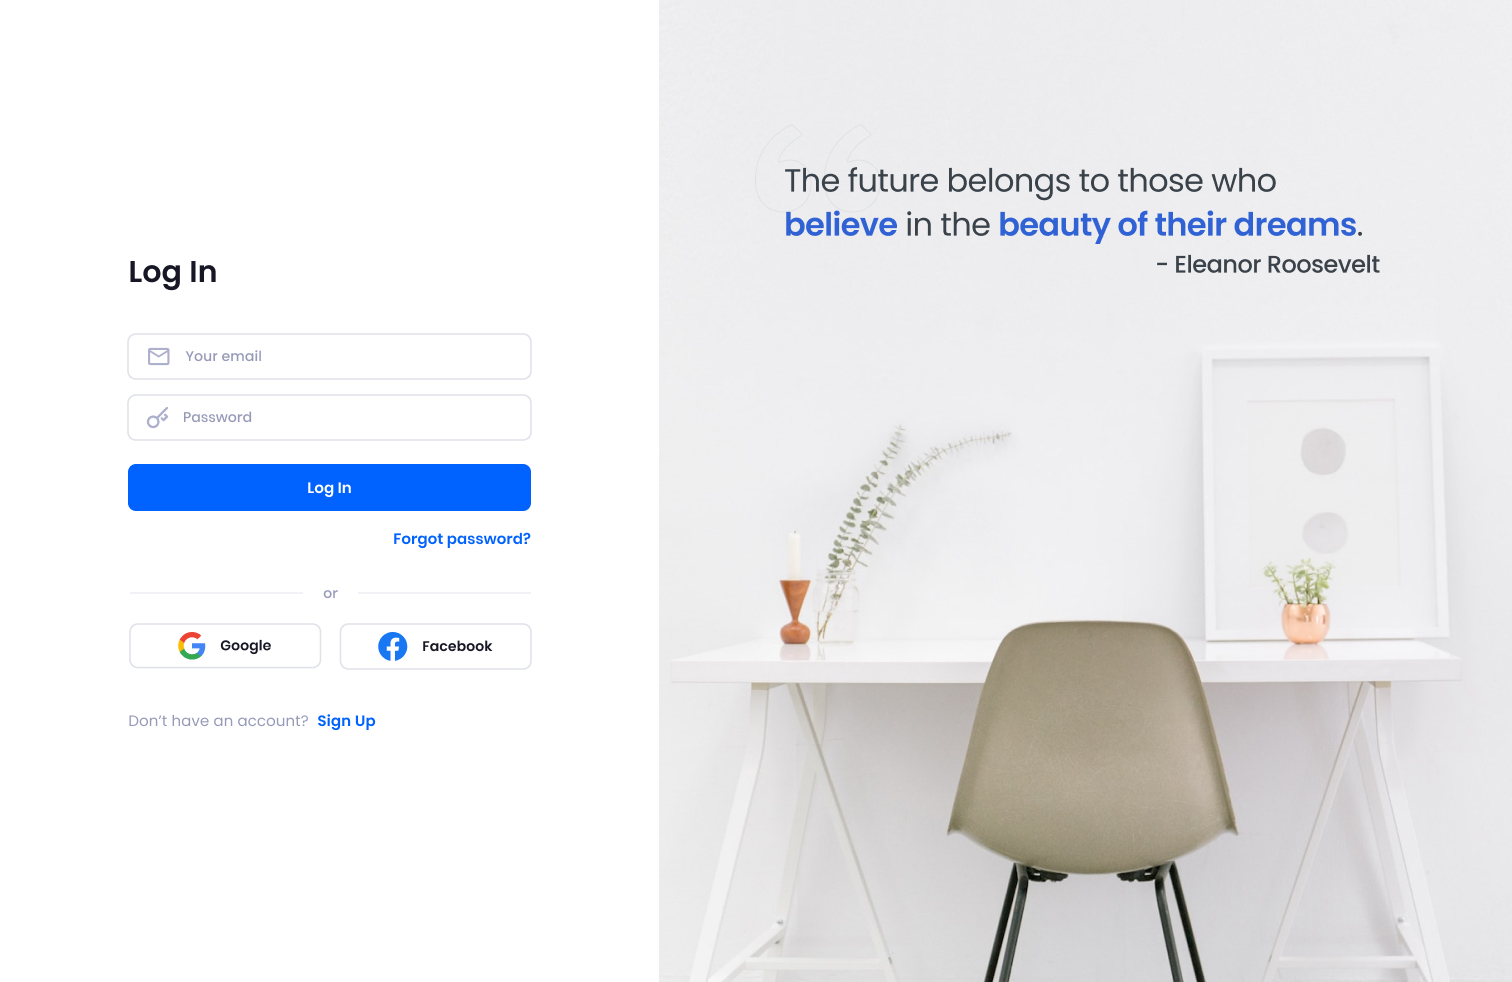 Log In
Your email
Password
Log In
Forgot password?
or
Google
Facebook
Don’t have an account? Sign Up
“
The future belongs to those who
believe in the beauty of their dreams.
- Eleanor Roosevelt